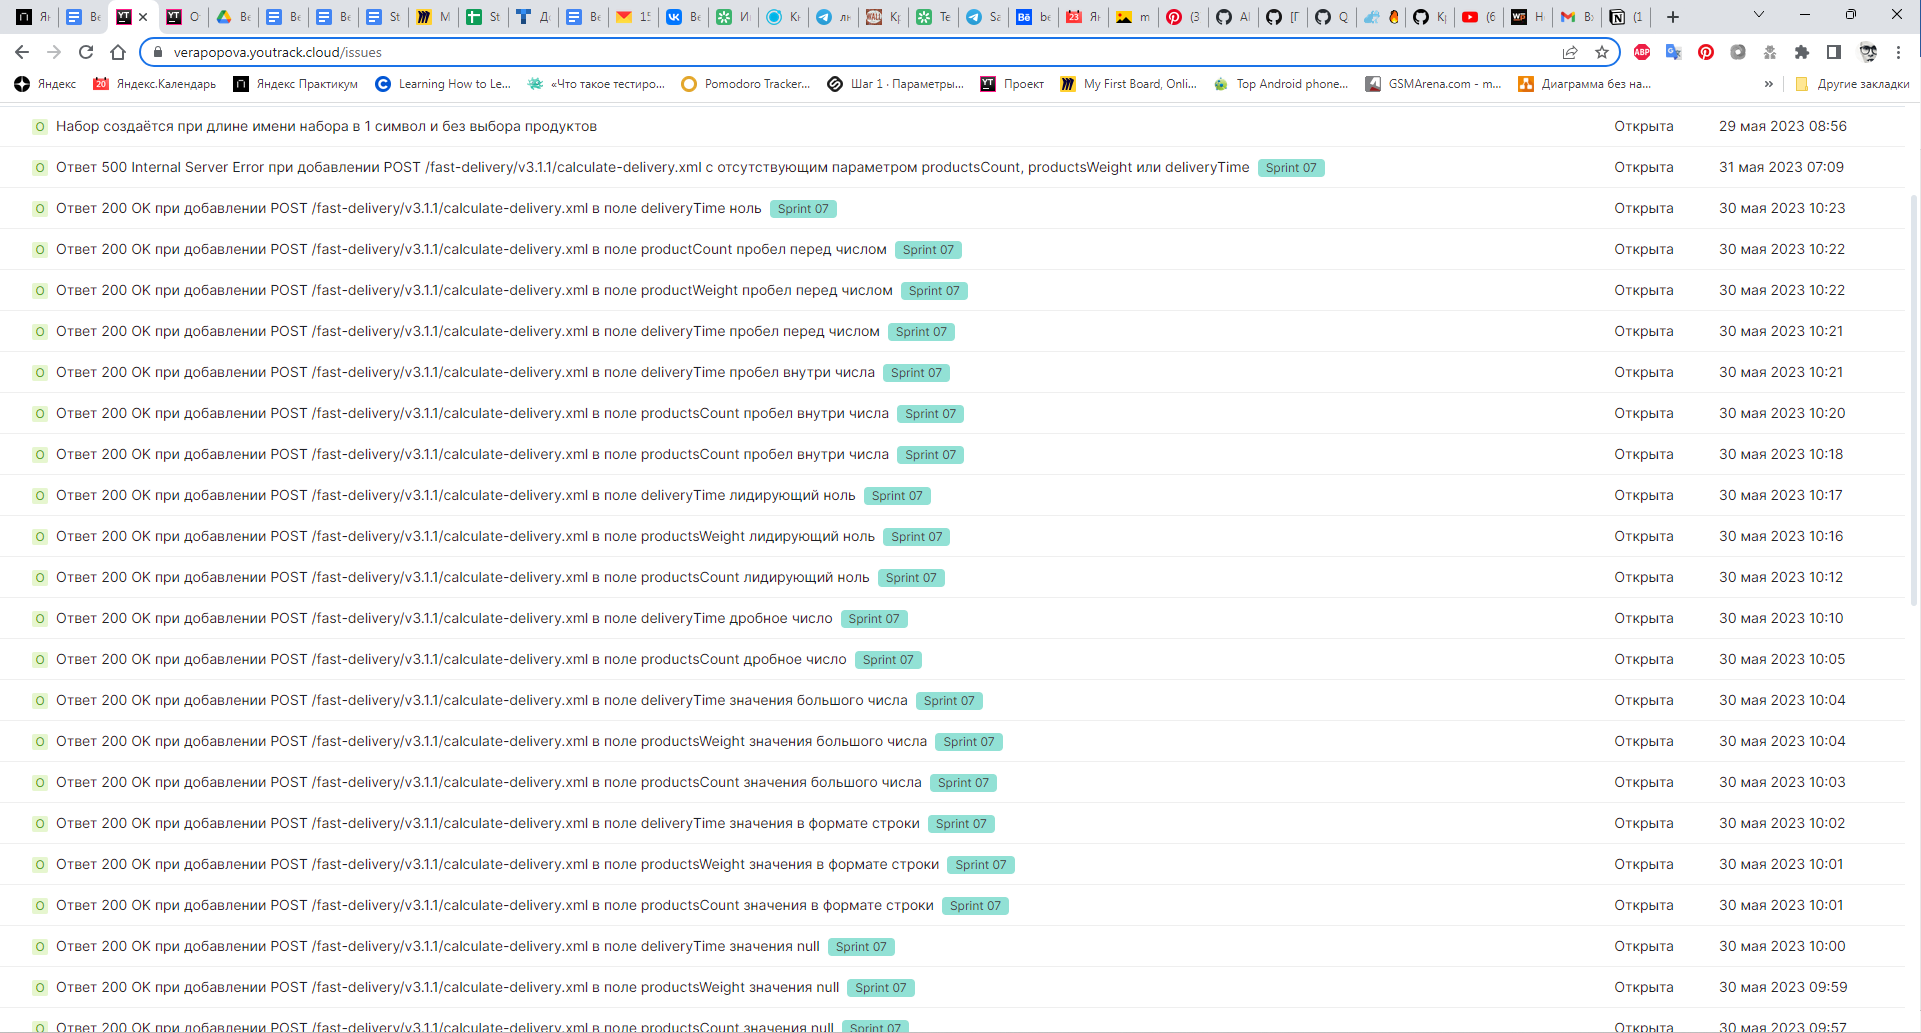 verapopova.youtrack.cloud/issues
Яндекс
Яндекс.Календарь
Яндекс Практикум
Learning How to Le...
«Что такое тестиро...
Pomodoro Tracker...
Шаг 1 · Параметры...
Проект
My First Board, Onli...
Top Android phone...
GSMArena.com - m...
Диаграмма без на...
»
Другие закладки
О Набор создаётся при длине имени набора в 1 символ и без выбора продуктов Открыта 29 мая 2023 08:56
О Ответ 500 Internal Server Error при добавлении POST /fast-delivery/v3.1.1/calculate-delivery.xml с отсутствующим параметром productsCount, productsWeight или deliveryTime Sprint 07 Открыта 31 мая 2023 07:09
О Ответ 200 OK при добавлении POST /fast-delivery/v3.1.1/calculate-delivery.xml в поле deliveryTime ноль Sprint 07 Открыта 30 мая 2023 10:23
О Ответ 200 OK при добавлении POST /fast-delivery/v3.1.1/calculate-delivery.xml в поле productCount пробел перед числом Sprint 07 Открыта 30 мая 2023 10:22
О Ответ 200 OK при добавлении POST /fast-delivery/v3.1.1/calculate-delivery.xml в поле productWeight пробел перед числом Sprint 07 Открыта 30 мая 2023 10:22
О Ответ 200 OK при добавлении POST /fast-delivery/v3.1.1/calculate-delivery.xml в поле deliveryTime пробел перед числом Sprint 07 Открыта 30 мая 2023 10:21
О Ответ 200 OK при добавлении POST /fast-delivery/v3.1.1/calculate-delivery.xml в поле deliveryTime пробел внутри числа Sprint 07 Открыта 30 мая 2023 10:21
О Ответ 200 OK при добавлении POST /fast-delivery/v3.1.1/calculate-delivery.xml в поле productsCount пробел внутри числа Sprint 07 Открыта 30 мая 2023 10:20
О Ответ 200 OK при добавлении POST /fast-delivery/v3.1.1/calculate-delivery.xml в поле productsCount пробел внутри числа Sprint 07 Открыта 30 мая 2023 10:18
О Ответ 200 OK при добавлении POST /fast-delivery/v3.1.1/calculate-delivery.xml в поле deliveryTime лидирующий ноль Sprint 07 Открыта 30 мая 2023 10:17
О Ответ 200 OK при добавлении POST /fast-delivery/v3.1.1/calculate-delivery.xml в поле productsWeight лидирующий ноль Sprint 07 Открыта 30 мая 2023 10:16
О Ответ 200 OK при добавлении POST /fast-delivery/v3.1.1/calculate-delivery.xml в поле productsCount лидирующий ноль Sprint 07 Открыта 30 мая 2023 10:12
О Ответ 200 OK при добавлении POST /fast-delivery/v3.1.1/calculate-delivery.xml в поле deliveryTime дробное число Sprint 07 Открыта 30 мая 2023 10:10
О Ответ 200 OK при добавлении POST /fast-delivery/v3.1.1/calculate-delivery.xml в поле productsCount дробное число Sprint 07 Открыта 30 мая 2023 10:05
О Ответ 200 OK при добавлении POST /fast-delivery/v3.1.1/calculate-delivery.xml в поле deliveryTime значения большого числа Sprint 07 Открыта 30 мая 2023 10:04
О Ответ 200 OK при добавлении POST /fast-delivery/v3.1.1/calculate-delivery.xml в поле productsWeight значения большого числа Sprint 07 Открыта 30 мая 2023 10:04
О Ответ 200 OK при добавлении POST /fast-delivery/v3.1.1/calculate-delivery.xml в поле productsCount значения большого числа Sprint 07 Открыта 30 мая 2023 10:03
О Ответ 200 OK при добавлении POST /fast-delivery/v3.1.1/calculate-delivery.xml в поле deliveryTime значения в формате строки Sprint 07 Открыта 30 мая 2023 10:02
О Ответ 200 OK при добавлении POST /fast-delivery/v3.1.1/calculate-delivery.xml в поле productsWeight значения в формате строки Sprint 07 Открыта 30 мая 2023 10:01
О Ответ 200 OK при добавлении POST /fast-delivery/v3.1.1/calculate-delivery.xml в поле productsCount значения в формате строки Sprint 07 Открыта 30 мая 2023 10:01
О Ответ 200 OK при добавлении POST /fast-delivery/v3.1.1/calculate-delivery.xml в поле deliveryTime значения null Sprint 07 Открыта 30 мая 2023 10:00
О Ответ 200 OK при добавлении POST /fast-delivery/v3.1.1/calculate-delivery.xml в поле productsWeight значения null Sprint 07 Открыта 30 мая 2023 09:59
О Ответ 200 OK при добавлении POST /fast-delivery/v3.1.1/calculate-delivery.xml в поле productsCount значения null Sprint 07 Открыта 30 мая 2023 09:57